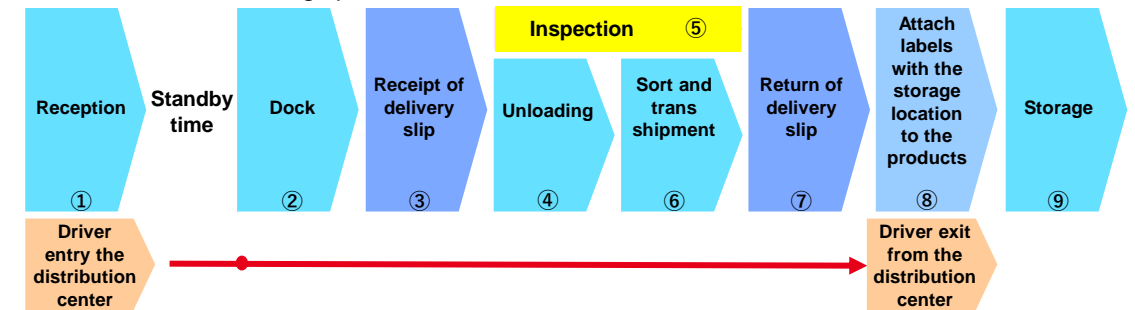 Inspection ⑤
Reception
①
Standby
time
Dock
②
Receipt of
delivery
slip
③
Unloading
④
Sort and
trans
shipment
⑥
Return of
delivery
slip
⑦
Attach
labels
with the
storage
location
to the
products
⑧
Storage
⑨
Driver
entry the
distribution
center
Driver exit
from the
distribution
center